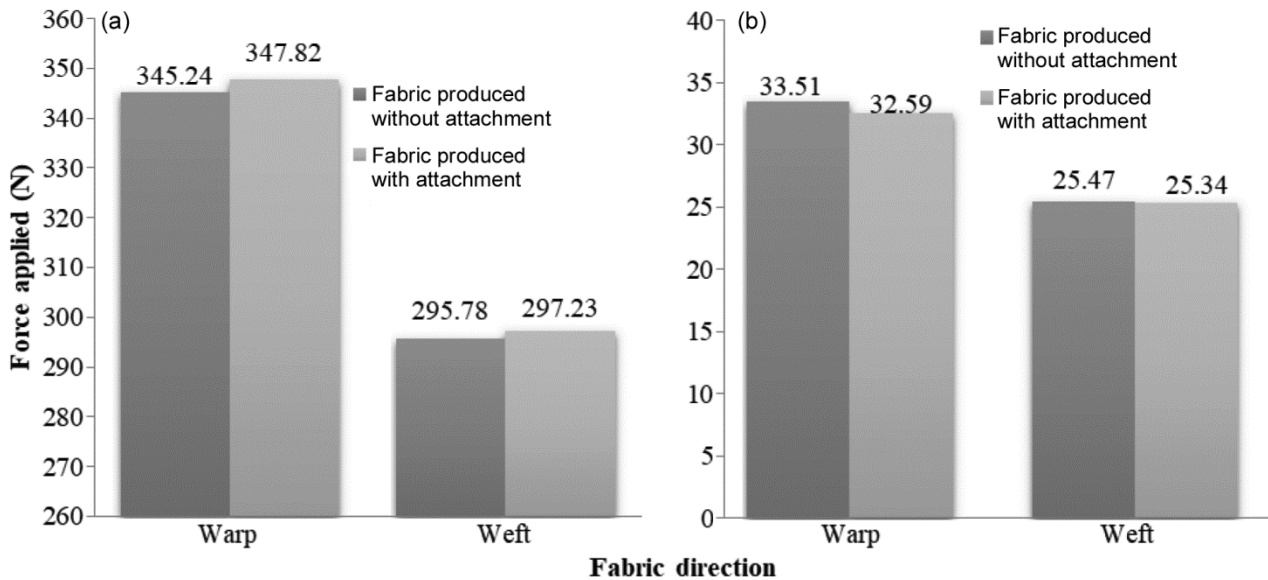 (a)
Force applied (N)
360
350
340
330
320
310
300
290
280
270
260
345.24
347.82
295.78
297.23
Fabric produced
without attachment
Fabric produced
with attachment
Warp
Weft
(b)
40
35
30
25
20
15
10
5
0
33.51
32.59
25.47
25.34
Fabric produced
without attachment
Fabric produced
with attachment
Warp
Weft
Fabric direction